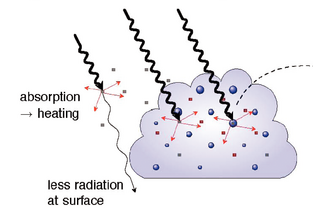 absorption
→ heating
less radiation
at surface